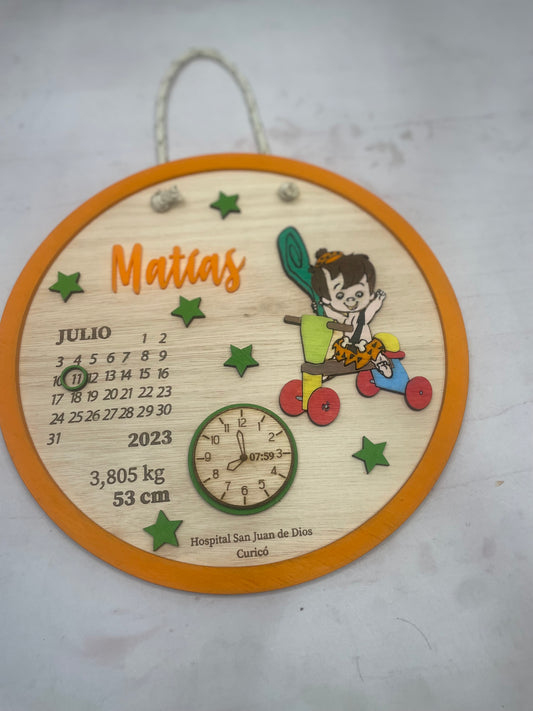 Matías
JULIO
1 2
3 4 5 6 7 8 9
10 11 12 13 14 15 16
17 18 19 20 21 22 23
24 25 26 27 28 29 30
31
2023
3,805 kg
53 cm
12
11 1
10 2
9 07:59 3
8 4
7 5
6
Hospital San Juan de Dios
Curicó